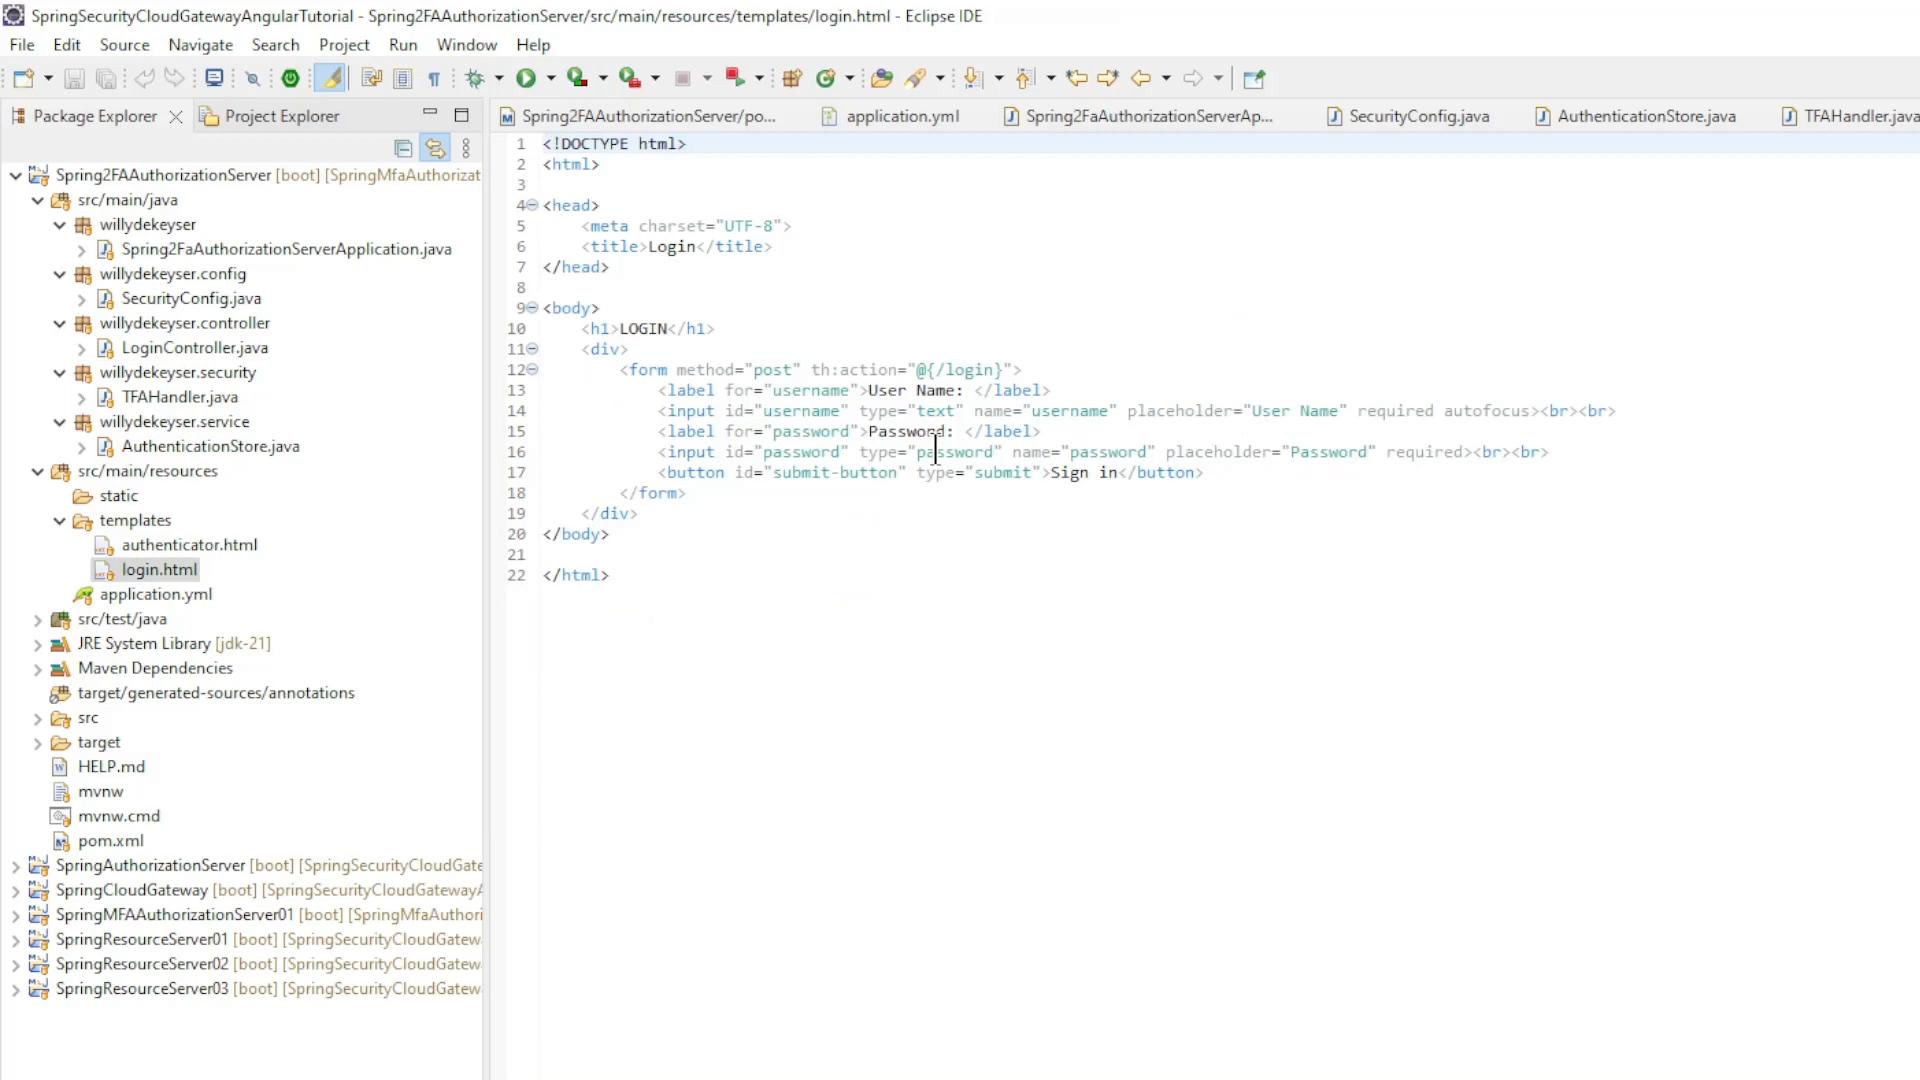 SpringSecurityCloudGatewayAngularTutorial - Spring2FAAuthorizationServer/src/main/resources/templates/login.html - Eclipse IDE
File Edit Source Navigate Search Project Run Window Help
Package Explorer Project Explorer
Spring2FAAuthorizationServer/po... application.yml Spring2FaAuthorizationServerAp... SecurityConfig.java AuthenticationStore.java TFAHandler.java
Spring2FAAuthorizationServer [boot] [SpringMfaAuthorizat
src/main/java
willydekeyser
Spring2FaAuthorizationServerApplication.java
willydekeyser.config
SecurityConfig.java
willydekeyser.controller
LoginController.java
willydekeyser.security
TFAHandler.java
willydekeyser.service
AuthenticationStore.java
src/main/resources
static
templates
authenticator.html
login.html
application.yml
src/test/java
JRE System Library [jdk-21]
Maven Dependencies
target/generated-sources/annotations
src
target
HELP.md
mvnw
mvnw.cmd
pom.xml
SpringAuthorizationServer [boot] [SpringSecurityCloudGate
SpringCloudGateway [boot] [SpringSecurityCloudGatewayA
SpringMFAAuthorizationServer01 [boot] [SpringMfaAuthori
SpringResourceServer01 [boot] [SpringSecurityCloudGatew
SpringResourceServer02 [boot] [SpringSecurityCloudGatew
SpringResourceServer03 [boot] [SpringSecurityCloudGatew
1 <!DOCTYPE html>
2 <html>
3
4 <head>
5 <meta charset="UTF-8">
6 <title>Login</title>
7 </head>
8
9 <body>
10 <h1>LOGIN</h1>
11 <div>
12 <form method="post" th:action="@{/login}">
13 <label for="username">User Name: </label>
14 <input id="username" type="text" name="username" placeholder="User Name" required autofocus><br><br>
15 <label for="password">Password: </label>
16 <input id="password" type="password" name="password" placeholder="Password" required><br><br>
17 <button id="submit-button" type="submit">Sign in</button>
18 </form>
19 </div>
20 </body>
21
22 </html>